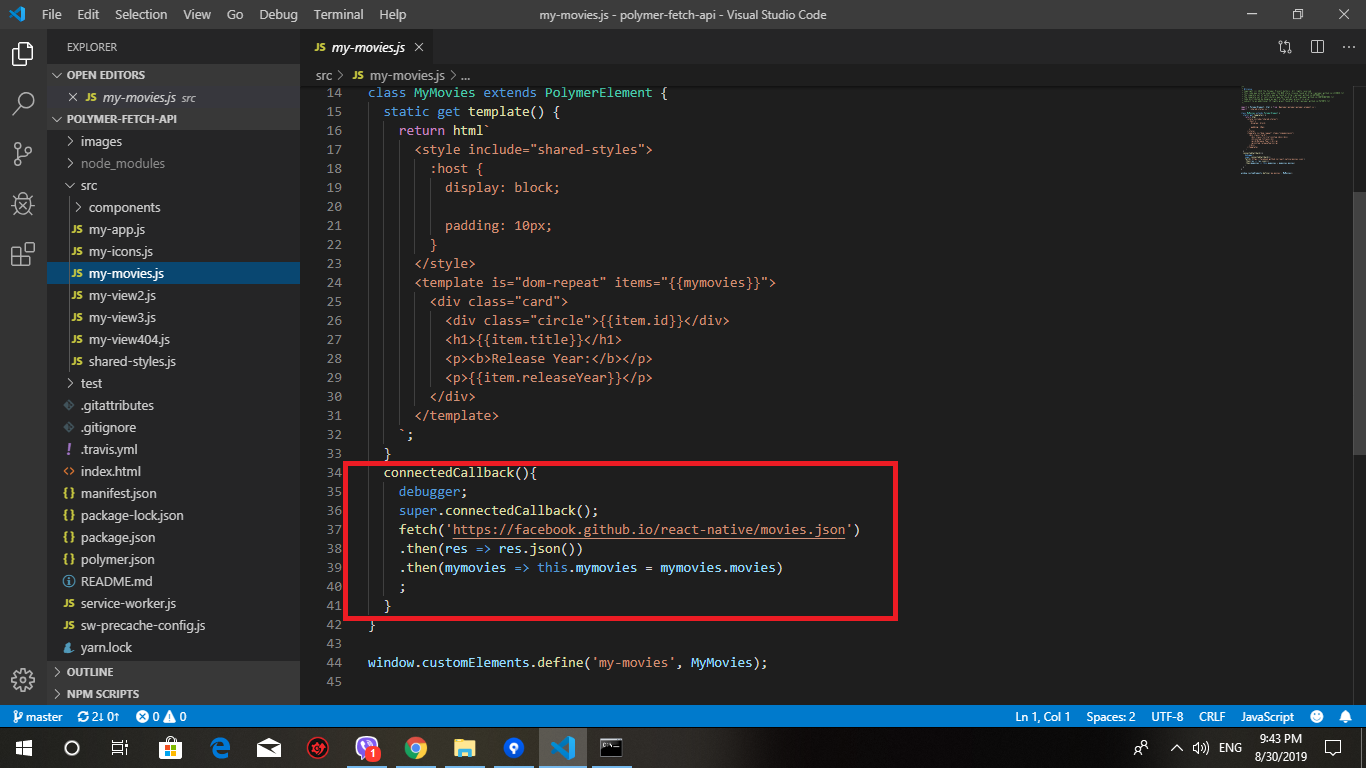 File Edit Selection View Go Debug Terminal Help my-movies.js - polymer-fetch-api - Visual Studio Code
EXPLORER
OPEN EDITORS
JS my-movies.js src
POLYMER-FETCH-API
images
node_modules
src
components
JS my-app.js
JS my-icons.js
JS my-movies.js
JS my-view2.js
JS my-view3.js
JS my-view404.js
JS shared-styles.js
test
.gitattributes
.gitignore
! .travis.yml
<> index.html
{} manifest.json
{} package-lock.json
{} package.json
{} polymer.json
README.md
JS service-worker.js
JS sw-precache-config.js
yarn.lock
OUTLINE
NPM SCRIPTS
JS my-movies.js
src > JS my-movies.js > ...
14 class MyMovies extends PolymerElement {
15 static get template() {
16 return html`
17 <style include="shared-styles">
18 :host {
19 display: block;
20
21 padding: 10px;
22 }
23 </style>
24 <template is="dom-repeat" items="{{mymovies}}">
25 <div class="card">
26 <div class="circle">{{item.id}}</div>
27 <h1>{{item.title}}</h1>
28 <p><b>Release Year:</b></p>
29 <p>{{item.releaseYear}}</p>
30 </div>
31 </template>
32 `;
33 }
34 connectedCallback(){
35 debugger;
36 super.connectedCallback();
37 fetch('https://facebook.github.io/react-native/movies.json')
38 .then(res => res.json())
39 .then(mymovies => this.mymovies = mymovies.movies)
40 ;
41 }
42 }
43
44 window.customElements.define('my-movies', MyMovies);
45
master 2↓ 0↑ 0 0 Ln 1, Col 1 Spaces: 2 UTF-8 CRLF JavaScript
1 ENG 9:43 PM
8/30/2019